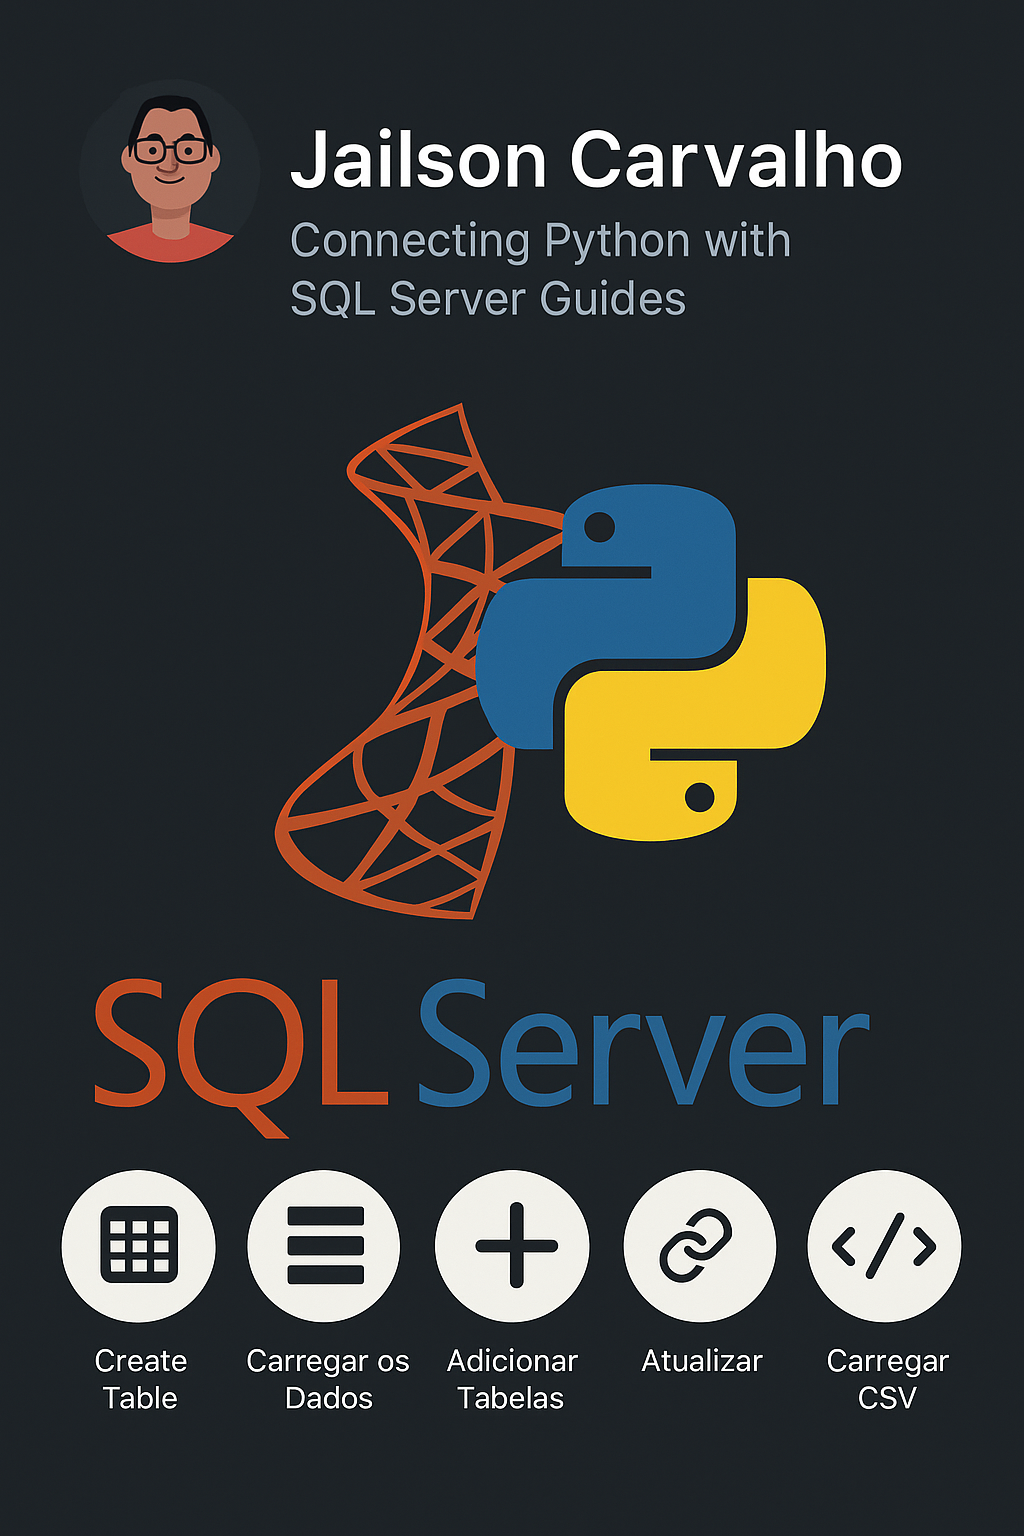 Jailson Carvalho
Connecting Python with
SQL Server Guides
SQL Server
Create
Table
Carregar os
Dados
Adicionar
Tabelas
Atualizar
Carregar
CSV